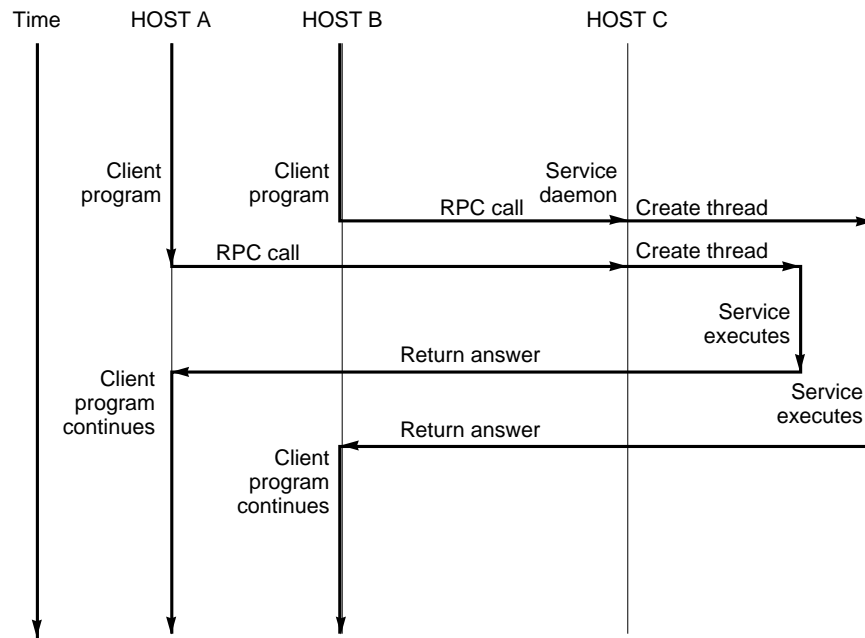 Time
HOST A
HOST B
HOST C
Client
program
Client
program
Service
daemon
RPC call
Create thread
RPC call
Create thread
Service
executes
Return answer
Client
program
continues
Service
executes
Return answer
Client
program
continues